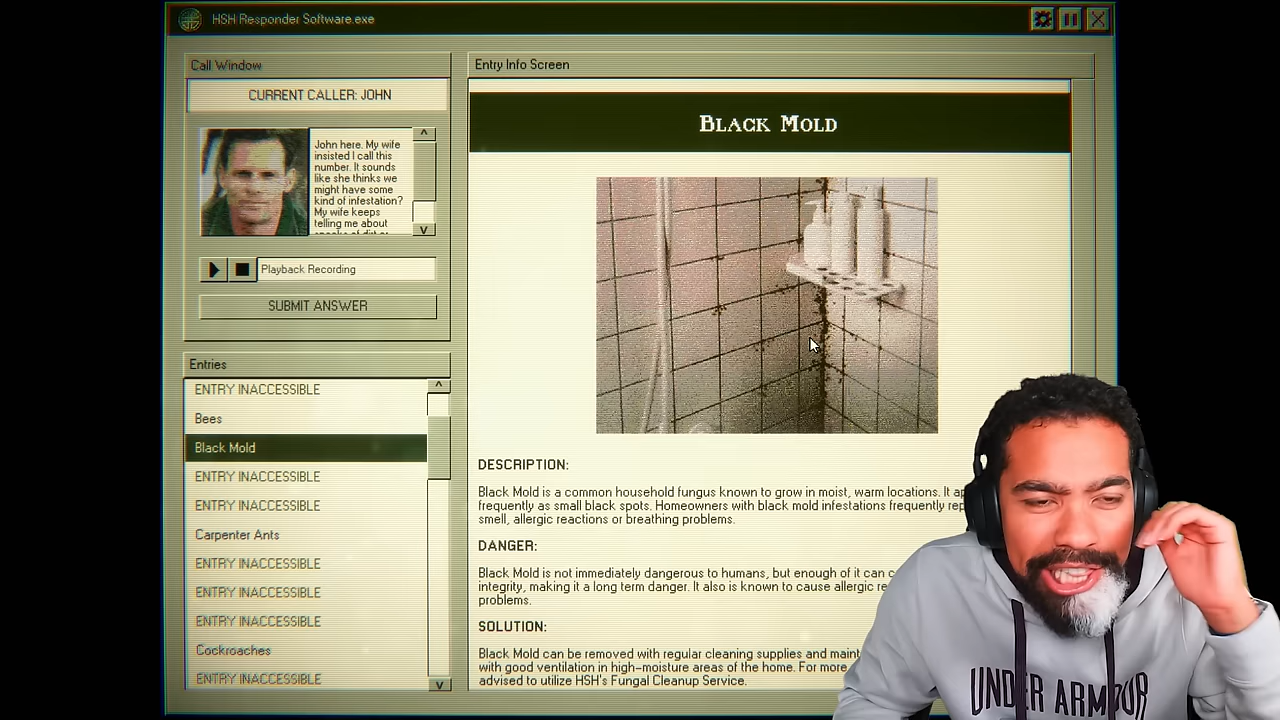 HSH Responder Software.exe
Call Window
CURRENT CALLER: JOHN
John here. My wife
insisted I call this
number. It sounds
like she thinks we
might have some
kind of infestation?
My wife keeps
telling me about
Playback Recording
SUBMIT ANSWER
Entries
ENTRY INACCESSIBLE
Bees
Black Mold
ENTRY INACCESSIBLE
ENTRY INACCESSIBLE
Carpenter Ants
ENTRY INACCESSIBLE
ENTRY INACCESSIBLE
ENTRY INACCESSIBLE
Cockroaches
ENTRY INACCESSIBLE
Entry Info Screen
BLACK MOLD
DESCRIPTION:
Black Mold is a common household fungus known to grow in moist, warm locations. It
frequently as small black spots. Homeowners with black mold infestations frequently
smell, allergic reactions or breathing problems.
DANGER:
Black Mold is not immediately dangerous to humans, but enough of it can
integrity, making it a long term danger. It also is known to cause allergic
problems.
SOLUTION:
Black Mold can be removed with regular cleaning supplies and
with good ventilation in high-moisture areas of the home. For more
advised to utilize HSH's Fungal Cleanup Service.
UNDER ARMOUR